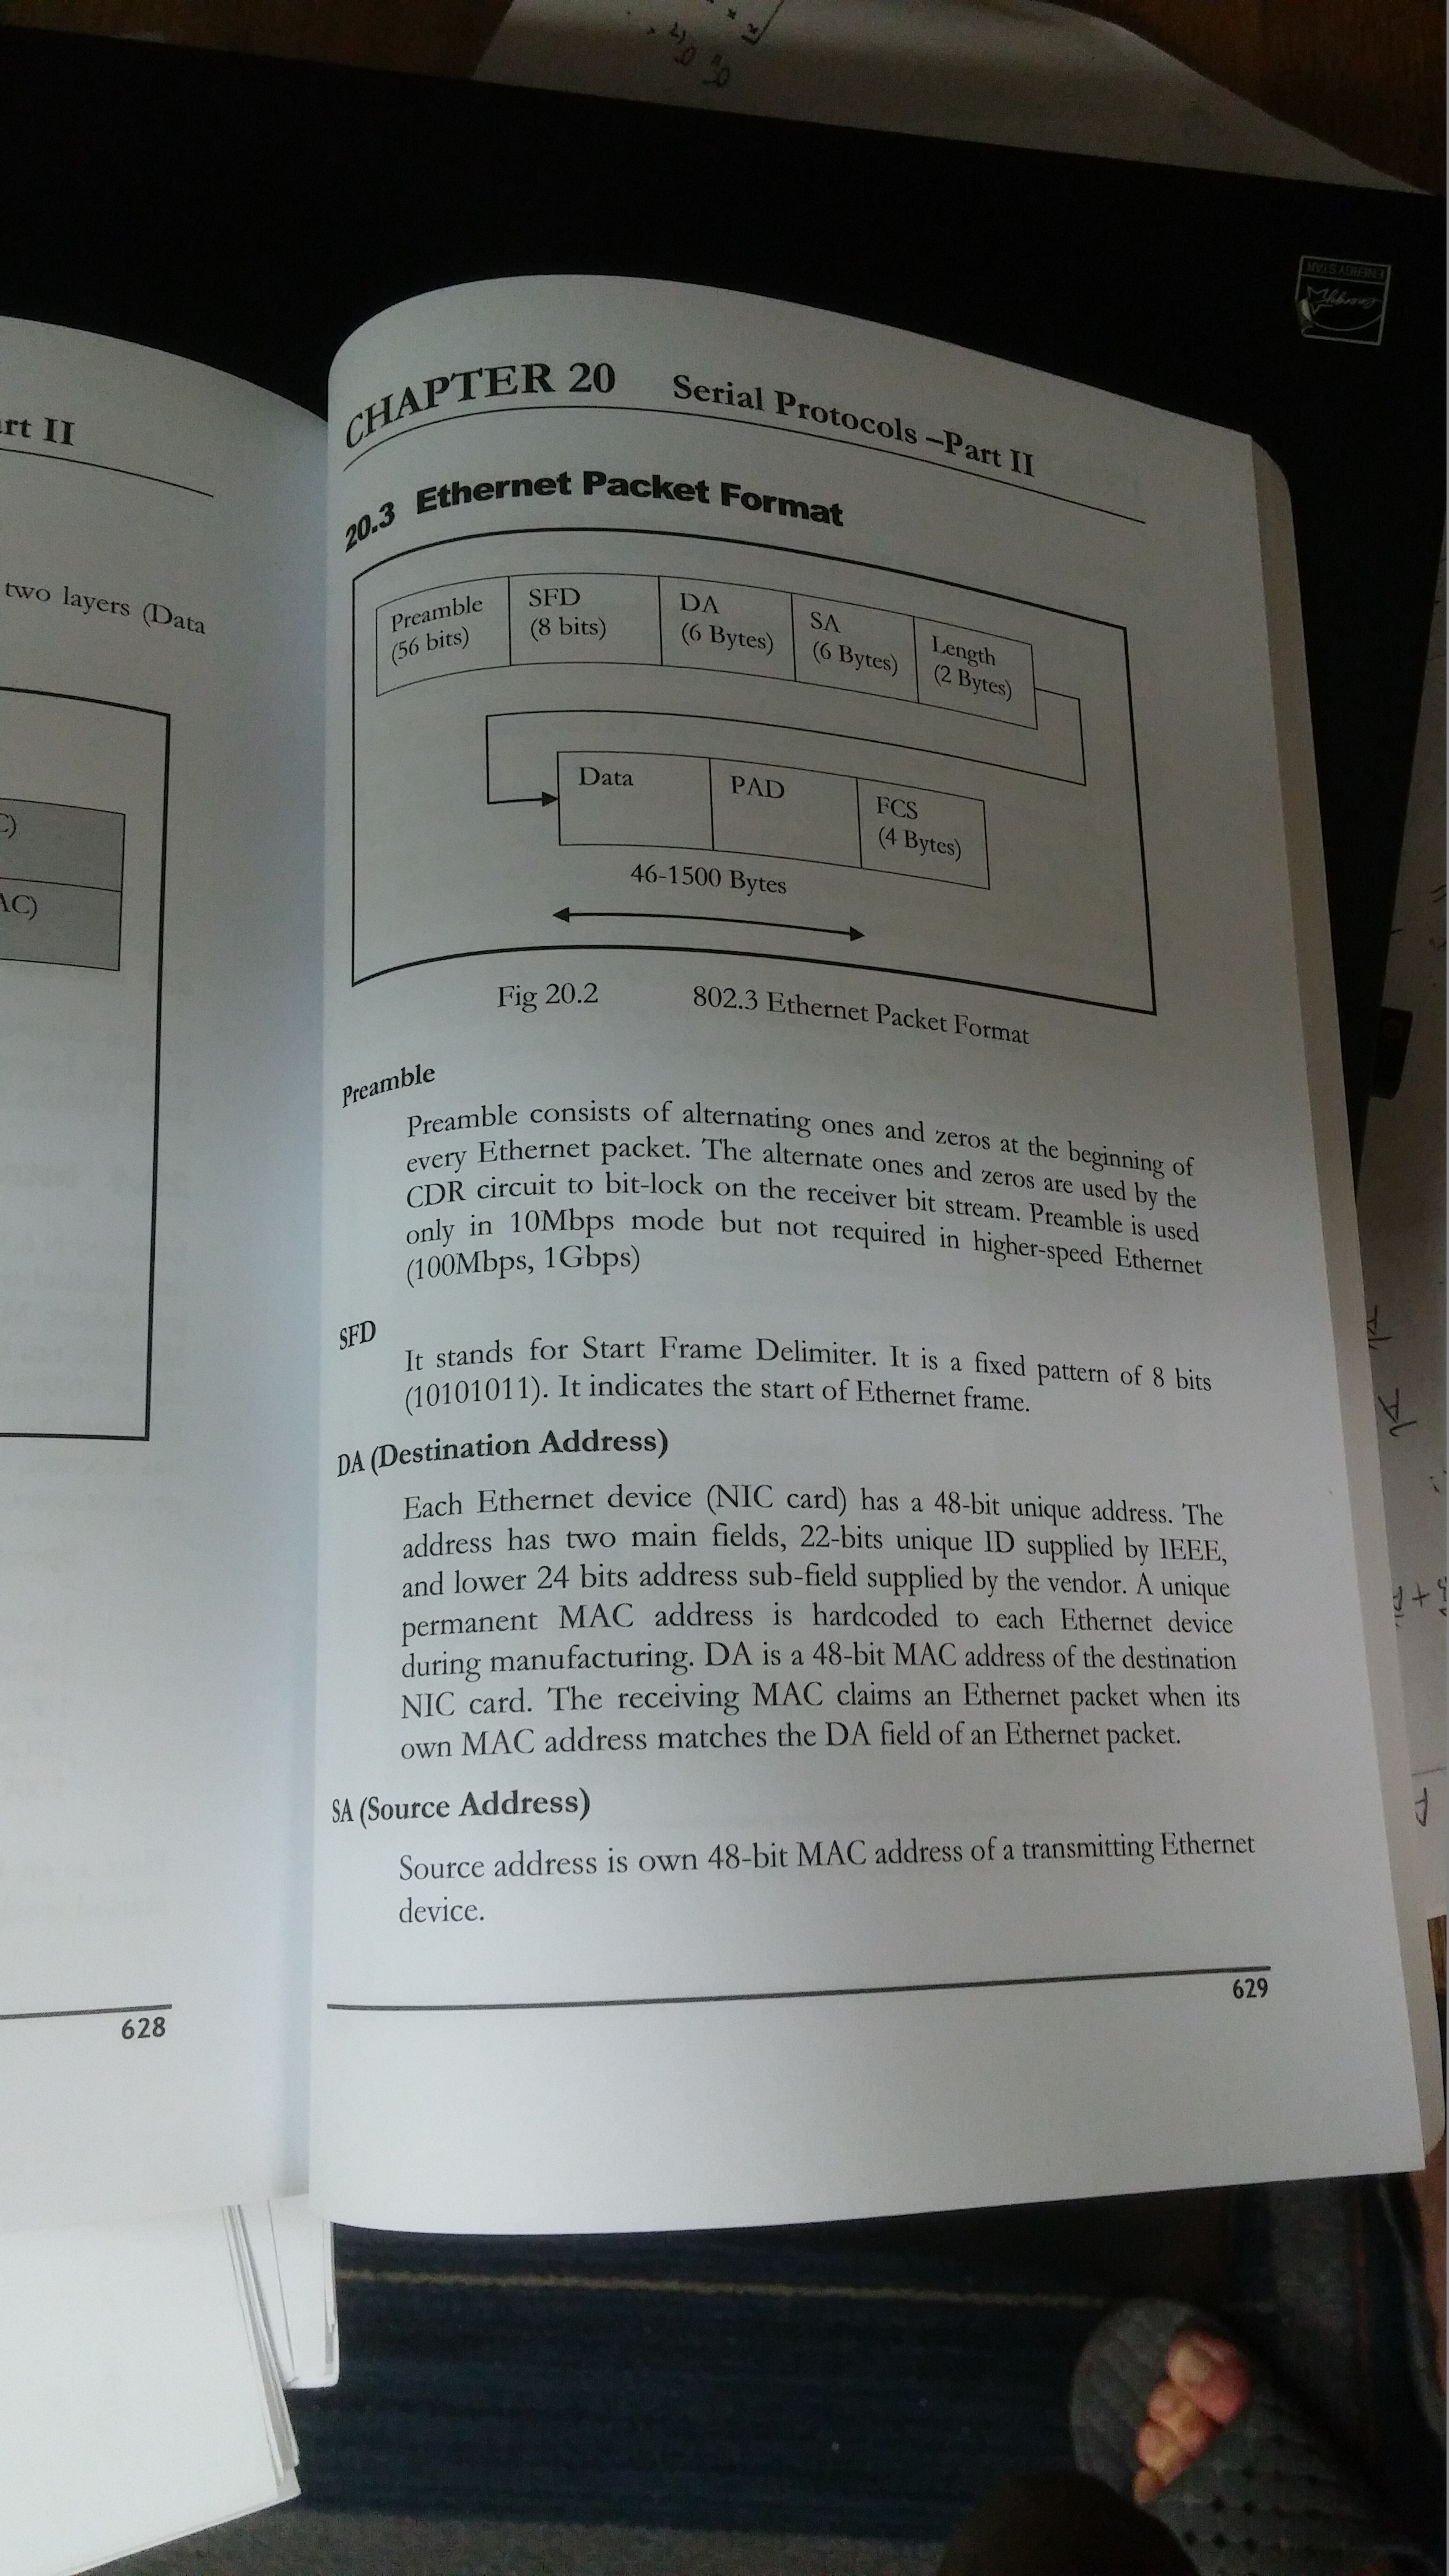 rt II
two layers (Data
C)
AC)
628
CHAPTER 20 Serial Protocols –Part II
20.3 Ethernet Packet Format
Preamble
(56 bits)
SFD
(8 bits)
DA
(6 Bytes)
SA
(6 Bytes)
Length
(2 Bytes)
Data
PAD
FCS
(4 Bytes)
46-1500 Bytes
Fig 20.2 802.3 Ethernet Packet Format
Preamble
Preamble consists of alternating ones and zeros at the beginning of
every Ethernet packet. The alternate ones and zeros are used by the
CDR circuit to bit-lock on the receiver bit stream. Preamble is used
only in 10Mbps mode but not required in higher-speed Ethernet
(100Mbps, 1Gbps)
SFD
It stands for Start Frame Delimiter. It is a fixed pattern of 8 bits
(10101011). It indicates the start of Ethernet frame.
DA (Destination Address)
Each Ethernet device (NIC card) has a 48-bit unique address. The
address has two main fields, 22-bits unique ID supplied by IEEE,
and lower 24 bits address sub-field supplied by the vendor. A unique
permanent MAC address is hardcoded to each Ethernet device
during manufacturing. DA is a 48-bit MAC address of the destination
NIC card. The receiving MAC claims an Ethernet packet when its
own MAC address matches the DA field of an Ethernet packet.
SA (Source Address)
Source address is own 48-bit MAC address of a transmitting Ethernet
device.
629
ENERGY STAR